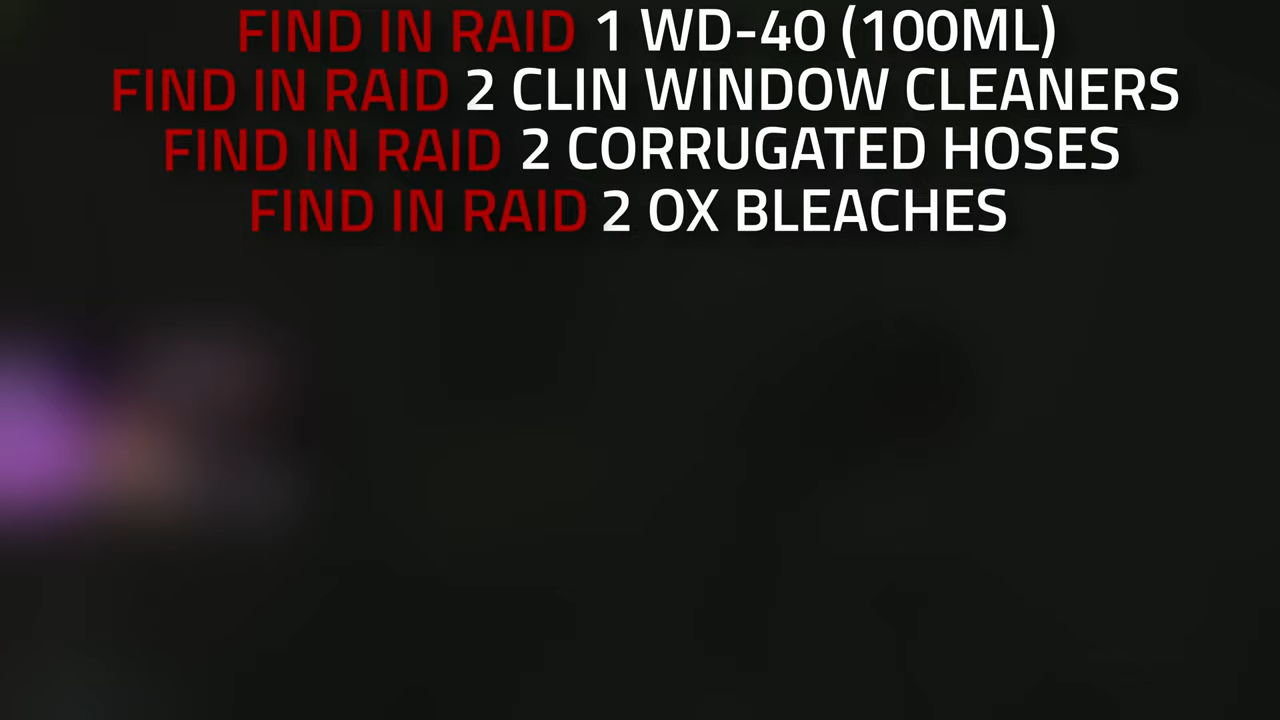 FIND IN RAID 1 WD-40 (100ML)
FIND IN RAID 2 CLIN WINDOW CLEANERS
FIND IN RAID 2 CORRUGATED HOSES
FIND IN RAID 2 OX BLEACHES